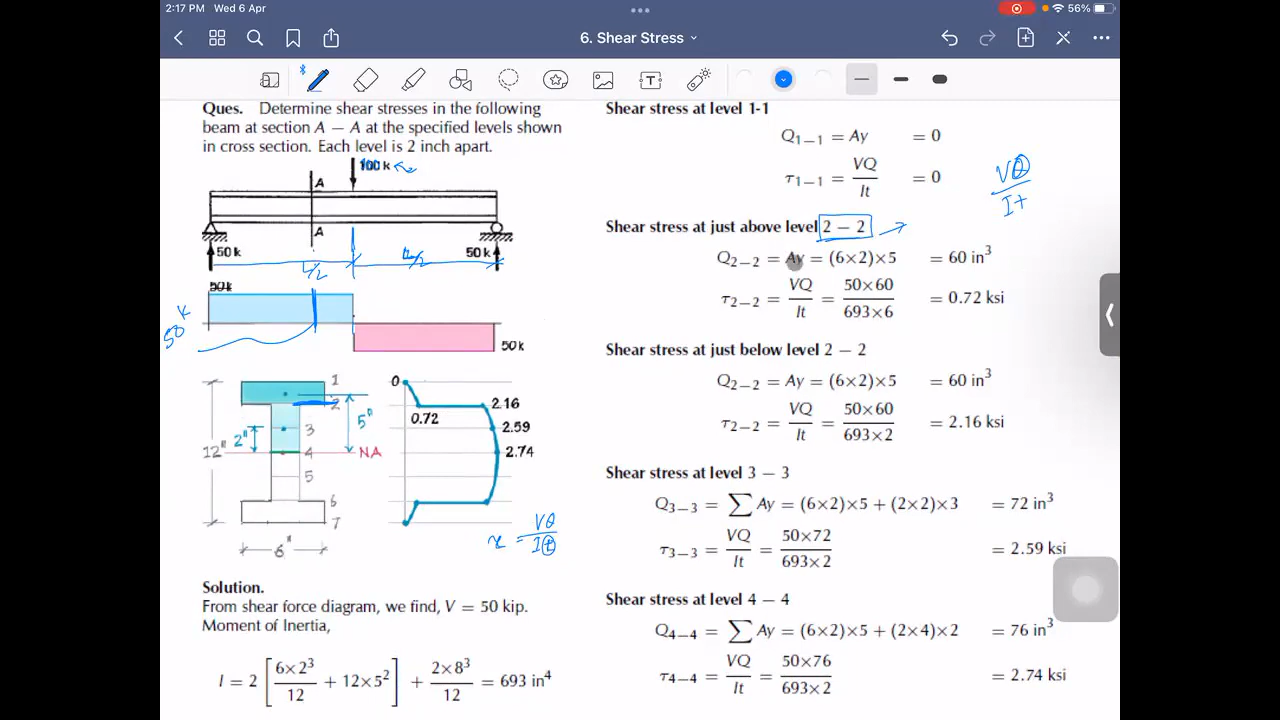 2:17 PM Wed 6 Apr
56%
6. Shear Stress
Ques. Determine shear stresses in the following
beam at section A − A at the specified levels shown
in cross section. Each level is 2 inch apart.
100 k
A
A
50 k
50 k
L/2
L/2
50k
50 k
50k
1
2
3
4
5
6
7
12"
2"
5"
NA
6"
0
0.72
2.16
2.59
2.74
τ = VQ/It
Solution.
From shear force diagram, we find, V = 50 kip.
Moment of Inertia,
I = 2 [ 6×2³/12 + 12×5² ] + 2×8³/12 = 693 in⁴
Shear stress at level 1-1
Q1−1 = Ay = 0
τ1−1 = VQ/It = 0
VQ/It
Shear stress at just above level 2 − 2
Q2−2 = Ay = (6×2)×5 = 60 in³
τ2−2 = VQ/It = 50×60/693×6 = 0.72 ksi
Shear stress at just below level 2 − 2
Q2−2 = Ay = (6×2)×5 = 60 in³
τ2−2 = VQ/It = 50×60/693×2 = 2.16 ksi
Shear stress at level 3 − 3
Q3−3 = ∑ Ay = (6×2)×5 + (2×2)×3 = 72 in³
τ3−3 = VQ/It = 50×72/693×2 = 2.59 ksi
Shear stress at level 4 − 4
Q4−4 = ∑ Ay = (6×2)×5 + (2×4)×2 = 76 in³
τ4−4 = VQ/It = 50×76/693×2 = 2.74 ksi